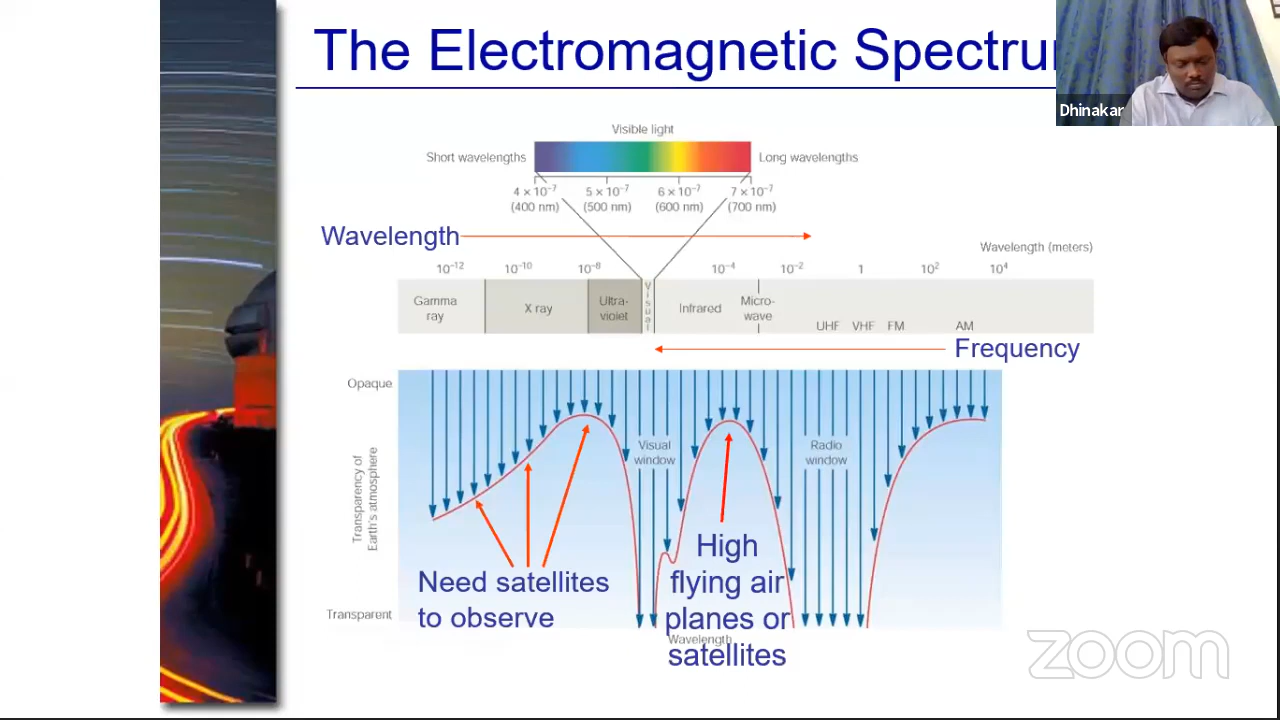 The Electromagnetic Spectru
Dhinakar
Visible light
Short wavelengths
Long wavelengths
4 × 10⁻⁷ 5 × 10⁻⁷ 6 × 10⁻⁷ 7 × 10⁻⁷
(400 nm) (500 nm) (600 nm) (700 nm)
Wavelength
Wavelength (meters)
10⁻¹² 10⁻¹⁰ 10⁻⁸ 10⁻⁴ 10⁻² 1 10² 10⁴
Gamma
ray
X ray
Ultra-
violet
Visual
Infrared
Micro-
wave
UHF VHF FM AM
Frequency
Opaque
Transparency of
Earth's atmosphere
Transparent
Visual
window
Radio
window
Need satellites
to observe
High
flying air
planes or
satellites
Wavelength
zoom